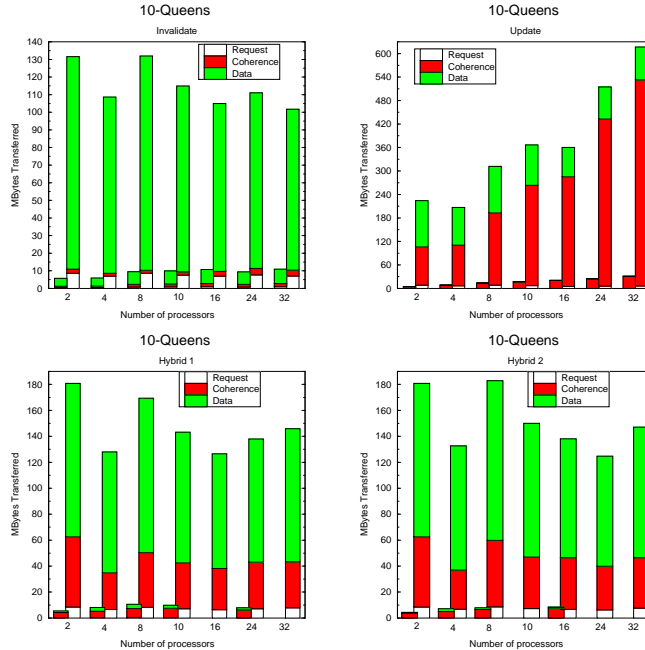 10-Queens
Invalidate
MBytes Transferred
140
130
120
110
100
90
80
70
60
50
40
30
20
10
0
Request
Coherence
Data
2 4 8 10 16 24 32
Number of processors
10-Queens
Update
MBytes Transferred
600
540
480
420
360
300
240
180
120
60
0
Request
Coherence
Data
2 4 8 10 16 24 32
Number of processors
10-Queens
Hybrid 1
MBytes Transferred
180
160
140
120
100
80
60
40
20
0
Request
Coherence
Data
2 4 8 10 16 24 32
Number of processors
10-Queens
Hybrid 2
MBytes Transferred
180
160
140
120
100
80
60
40
20
0
Request
Coherence
Data
2 4 8 10 16 24 32
Number of processors